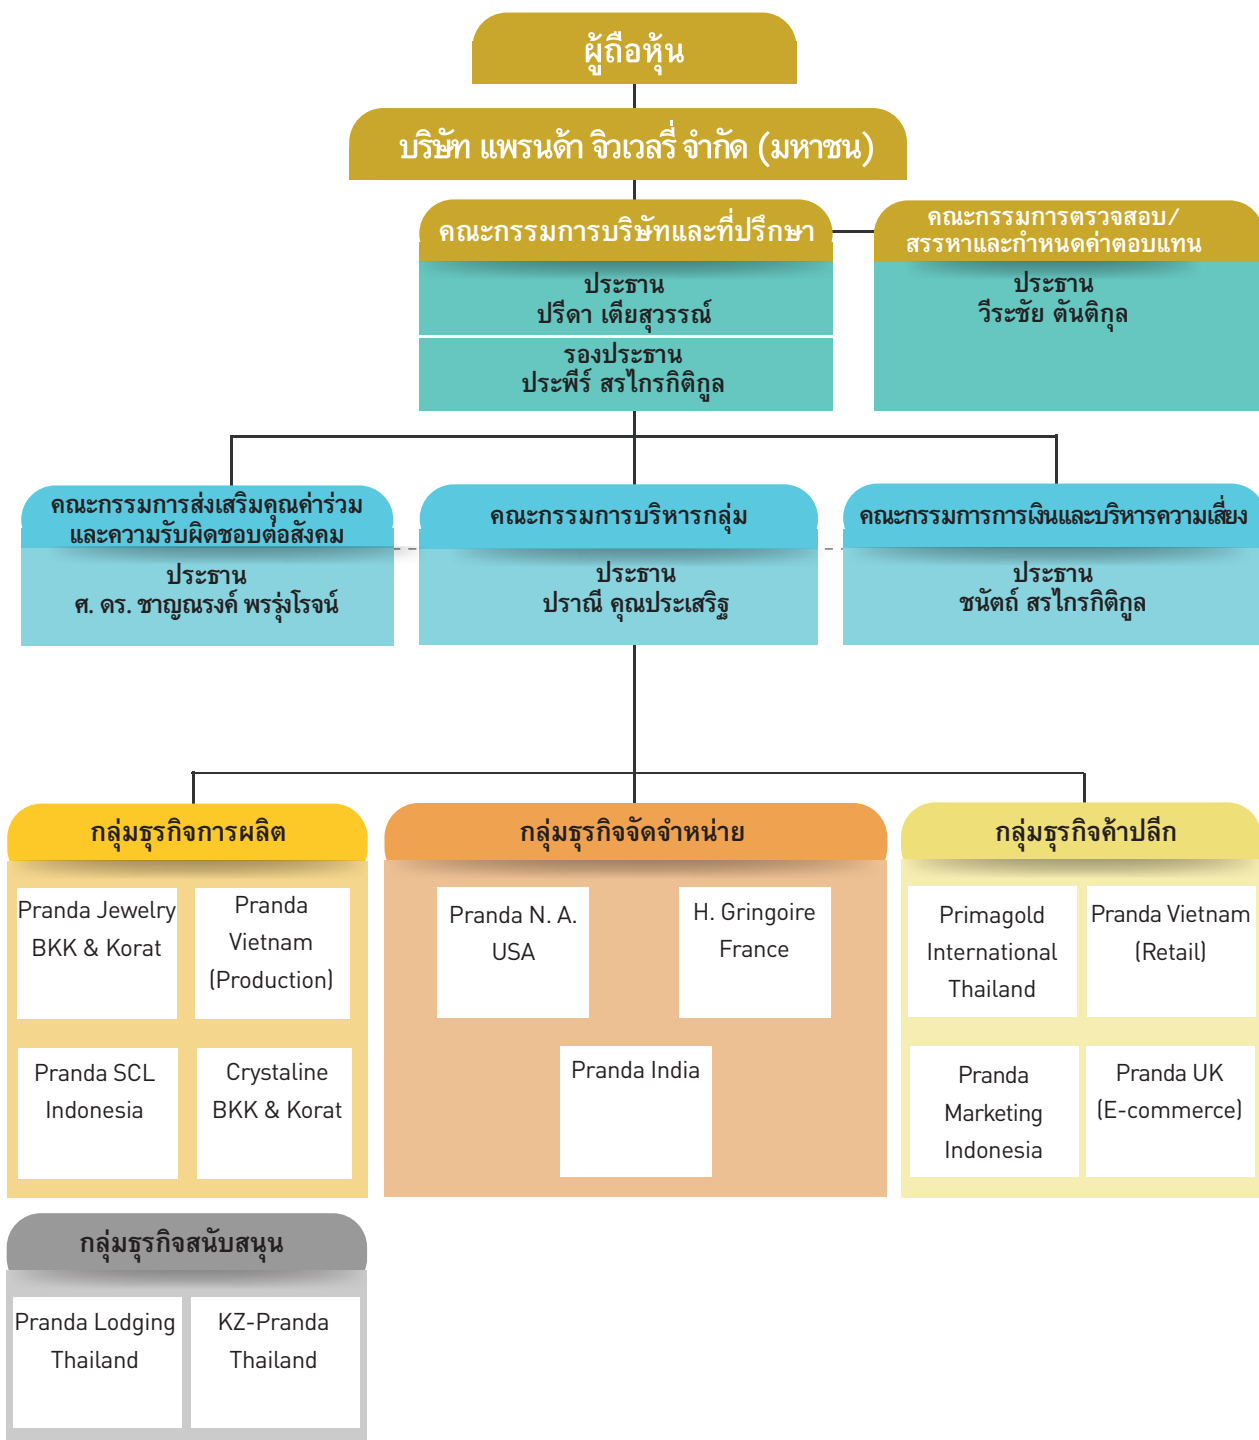 ผู้ถือหุ้น
บริษัท แพรนด้า จิวเวลรี่ จำกัด (มหาชน)
คณะกรรมการบริษัทและที่ปรึกษา
ประธาน
ปรีดา เตียสุวรรณ์
รองประธาน
ประพีร์ สรไกรกิติกูล
คณะกรรมการตรวจสอบ/
สรรหาและกำหนดค่าตอบแทน
ประธาน
วีระชัย ตันติกุล
คณะกรรมการส่งเสริมคุณค่าร่วม
และความรับผิดชอบต่อสังคม
ประธาน
ศ. ดร. ชาญณรงค์ พรรุ่งโรจน์
คณะกรรมการบริหารกลุ่ม
ประธาน
ปราณี คุณประเสริฐ
คณะกรรมการการเงินและบริหารความเสี่ยง
ประธาน
ชนัตถ์ สรไกรกิติกูล
กลุ่มธุรกิจการผลิต
Pranda Jewelry
BKK & Korat
Pranda
Vietnam
(Production)
Pranda SCL
Indonesia
Crystaline
BKK & Korat
กลุ่มธุรกิจจัดจำหน่าย
Pranda N. A.
USA
H. Gringoire
France
Pranda India
กลุ่มธุรกิจค้าปลีก
Primagold
International
Thailand
Pranda Vietnam
(Retail)
Pranda
Marketing
Indonesia
Pranda UK
(E-commerce)
กลุ่มธุรกิจสนับสนุน
Pranda Lodging
Thailand
KZ-Pranda
Thailand